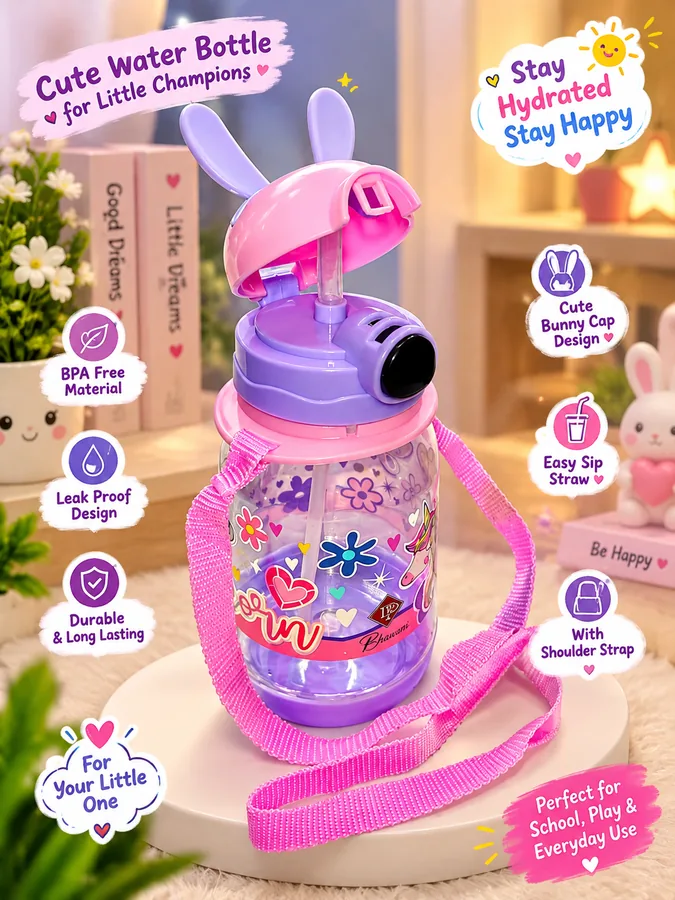 Cute Water Bottle
for Little Champions
Stay
Hydrated
Stay Happy
Good Dreams
Little Dreams
Cute
Bunny Cap
Design
BPA Free
Material
Easy Sip
Straw
Leak Proof
Design
Be Happy
Durable
& Long Lasting
With
Shoulder Strap
orn
Bhawani
For
Your Little
One
Perfect for
School, Play &
Everyday Use